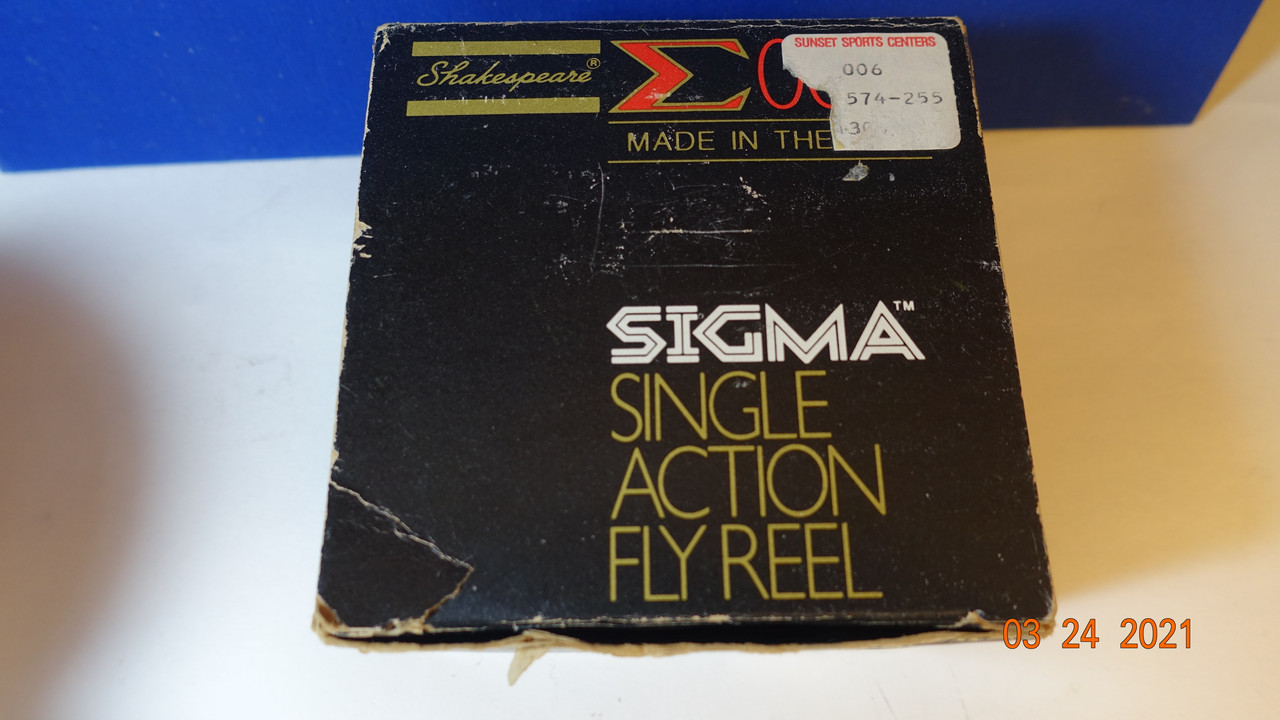 Shakespeare®
Σ
SUNSET SPORTS CENTERS
006
574-255
MADE IN THE
SIGMA™
SINGLE
ACTION
FLY REEL
03 24 2021